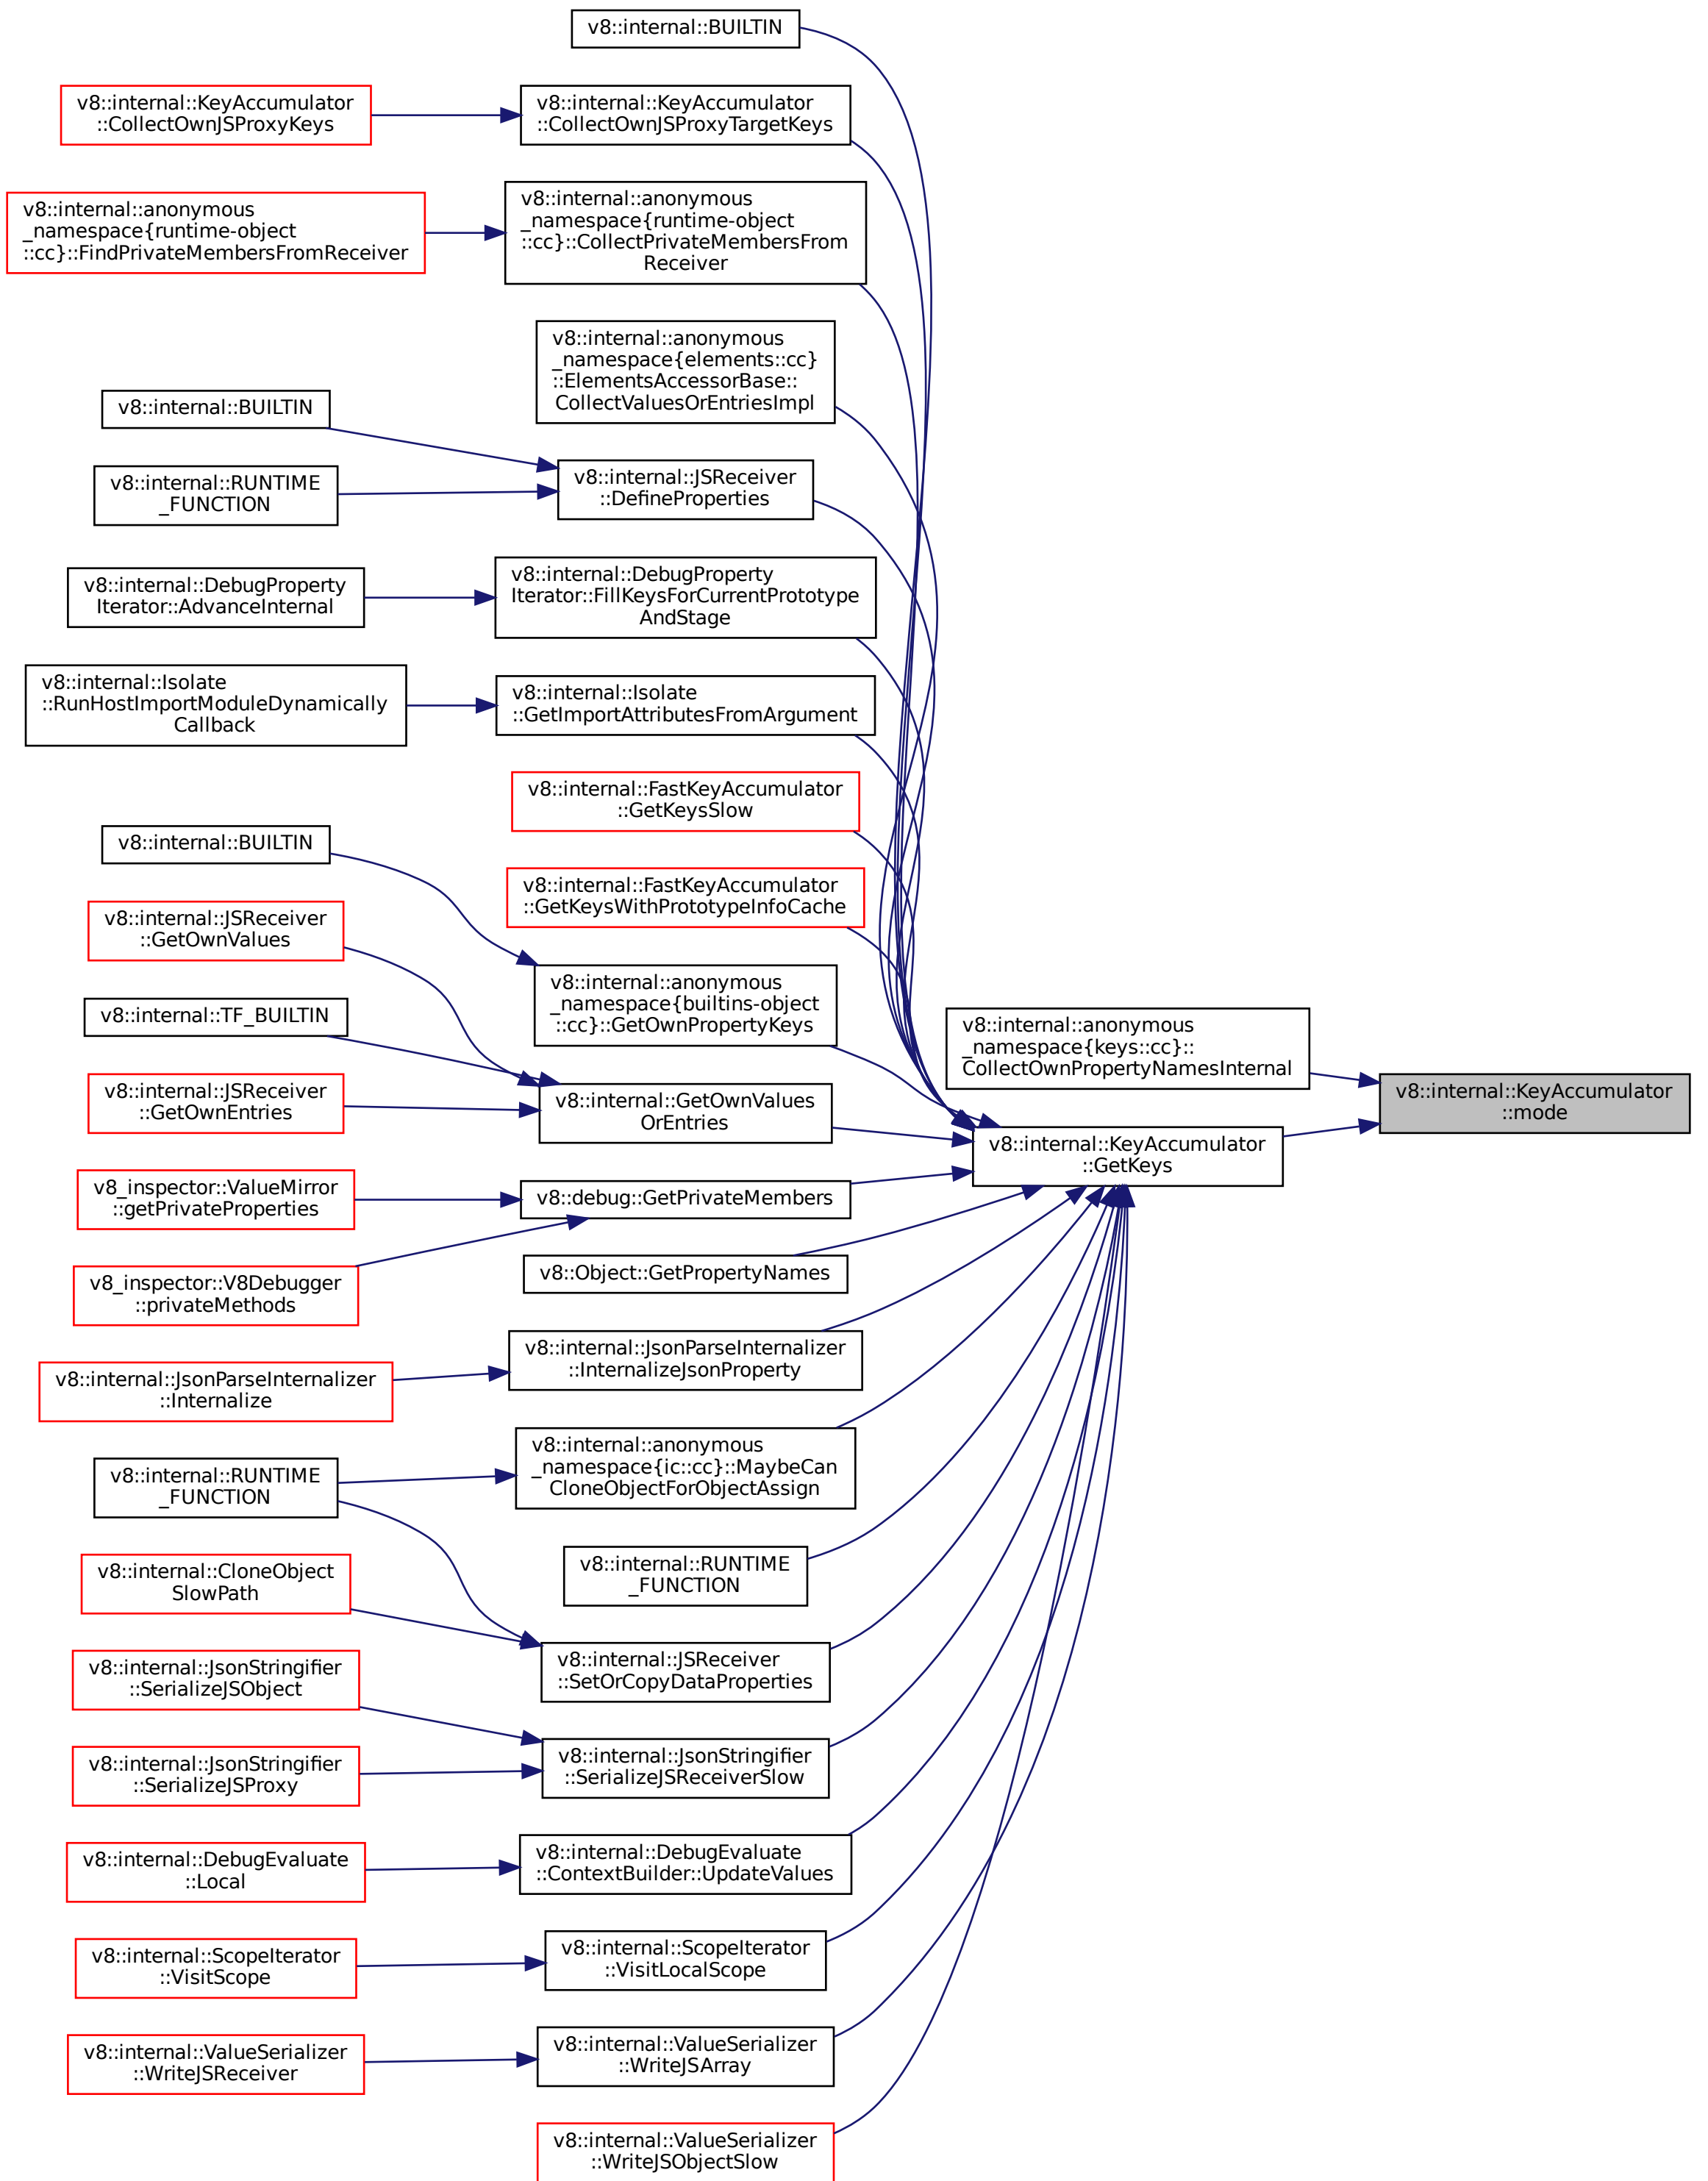 v8::internal::BUILTIN
v8::internal::KeyAccumulator
::CollectOwnJSProxyKeys
v8::internal::KeyAccumulator
::CollectOwnJSProxyTargetKeys
v8::internal::anonymous
_namespace{runtime-object
::cc}::FindPrivateMembersFromReceiver
v8::internal::anonymous
_namespace{runtime-object
::cc}::CollectPrivateMembersFrom
Receiver
v8::internal::anonymous
_namespace{elements::cc}
::ElementsAccessorBase::
CollectValuesOrEntriesImpl
v8::internal::BUILTIN
v8::internal::RUNTIME
_FUNCTION
v8::internal::JSReceiver
::DefineProperties
v8::internal::DebugProperty
Iterator::AdvanceInternal
v8::internal::DebugProperty
Iterator::FillKeysForCurrentPrototype
AndStage
v8::internal::Isolate
::RunHostImportModuleDynamically
Callback
v8::internal::Isolate
::GetImportAttributesFromArgument
v8::internal::FastKeyAccumulator
::GetKeysSlow
v8::internal::BUILTIN
v8::internal::FastKeyAccumulator
::GetKeysWithPrototypeInfoCache
v8::internal::JSReceiver
::GetOwnValues
v8::internal::anonymous
_namespace{builtins-object
::cc}::GetOwnPropertyKeys
v8::internal::TF_BUILTIN
v8::internal::anonymous
_namespace{keys::cc}::
CollectOwnPropertyNamesInternal
v8::internal::KeyAccumulator
::mode
v8::internal::JSReceiver
::GetOwnEntries
v8::internal::GetOwnValues
OrEntries
v8::internal::KeyAccumulator
::GetKeys
v8_inspector::ValueMirror
::getPrivateProperties
v8::debug::GetPrivateMembers
v8_inspector::V8Debugger
::privateMethods
v8::Object::GetPropertyNames
v8::internal::JsonParseInternalizer
::Internalize
v8::internal::JsonParseInternalizer
::InternalizeJsonProperty
v8::internal::RUNTIME
_FUNCTION
v8::internal::anonymous
_namespace{ic::cc}::MaybeCan
CloneObjectForObjectAssign
v8::internal::CloneObject
SlowPath
v8::internal::RUNTIME
_FUNCTION
v8::internal::JsonStringifier
::SerializeJSObject
v8::internal::JSReceiver
::SetOrCopyDataProperties
v8::internal::JsonStringifier
::SerializeJSProxy
v8::internal::JsonStringifier
::SerializeJSReceiverSlow
v8::internal::DebugEvaluate
::Local
v8::internal::DebugEvaluate
::ContextBuilder::UpdateValues
v8::internal::ScopeIterator
::VisitScope
v8::internal::ScopeIterator
::VisitLocalScope
v8::internal::ValueSerializer
::WriteJSReceiver
v8::internal::ValueSerializer
::WriteJSArray
v8::internal::ValueSerializer
::WriteJSObjectSlow